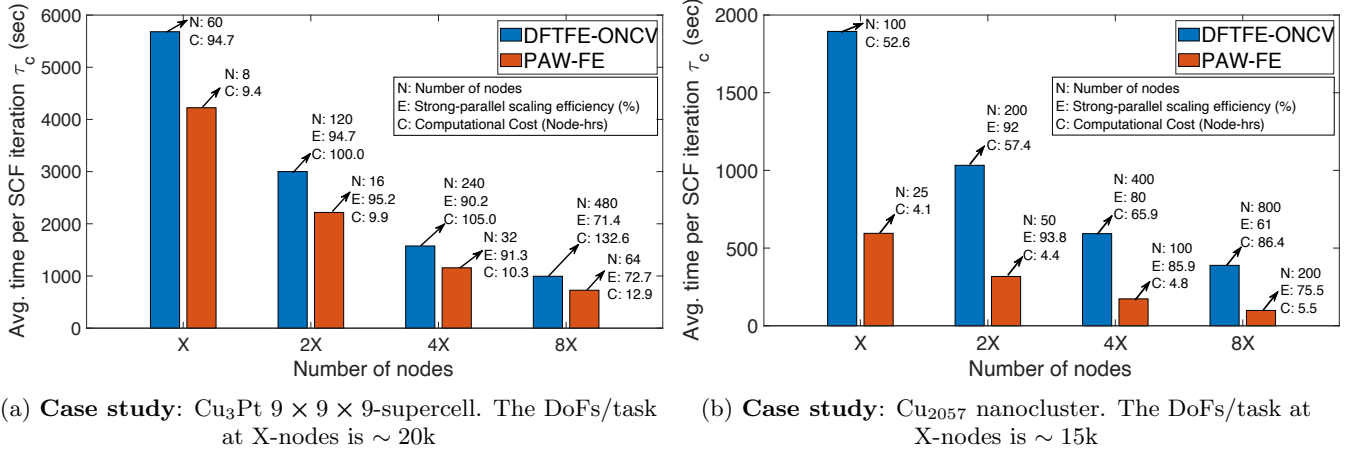 Avg. time per SCF iteration τc (sec)
6000
5000
4000
3000
2000
1000
0
N: 60
C: 94.7
N: 8
C: 9.4
N: 120
E: 94.7
C: 100.0
N: 16
E: 95.2
C: 9.9
N: 240
E: 90.2
C: 105.0
N: 32
E: 91.3
C: 10.3
N: 480
E: 71.4
C: 132.6
N: 64
E: 72.7
C: 12.9
DFTFE-ONCV
PAW-FE
N: Number of nodes
E: Strong-parallel scaling efficiency (%)
C: Computational Cost (Node-hrs)
X 2X 4X 8X
Number of nodes
(a) Case study: Cu₃Pt 9 × 9 × 9-supercell. The DoFs/task
at X-nodes is ∼ 20k
Avg. time per SCF iteration τc (sec)
2000
1500
1000
500
0
N: 100
C: 52.6
N: 25
C: 4.1
N: 200
E: 92
C: 57.4
N: 50
E: 93.8
C: 4.4
N: 400
E: 80
C: 65.9
N: 100
E: 85.9
C: 4.8
N: 800
E: 61
C: 86.4
N: 200
E: 75.5
C: 5.5
DFTFE-ONCV
PAW-FE
N: Number of nodes
E: Strong-parallel scaling efficiency (%)
C: Computational Cost (Node-hrs)
X 2X 4X 8X
Number of nodes
(b) Case study: Cu₂₀₅₇ nanocluster. The DoFs/task at
X-nodes is ∼ 15k